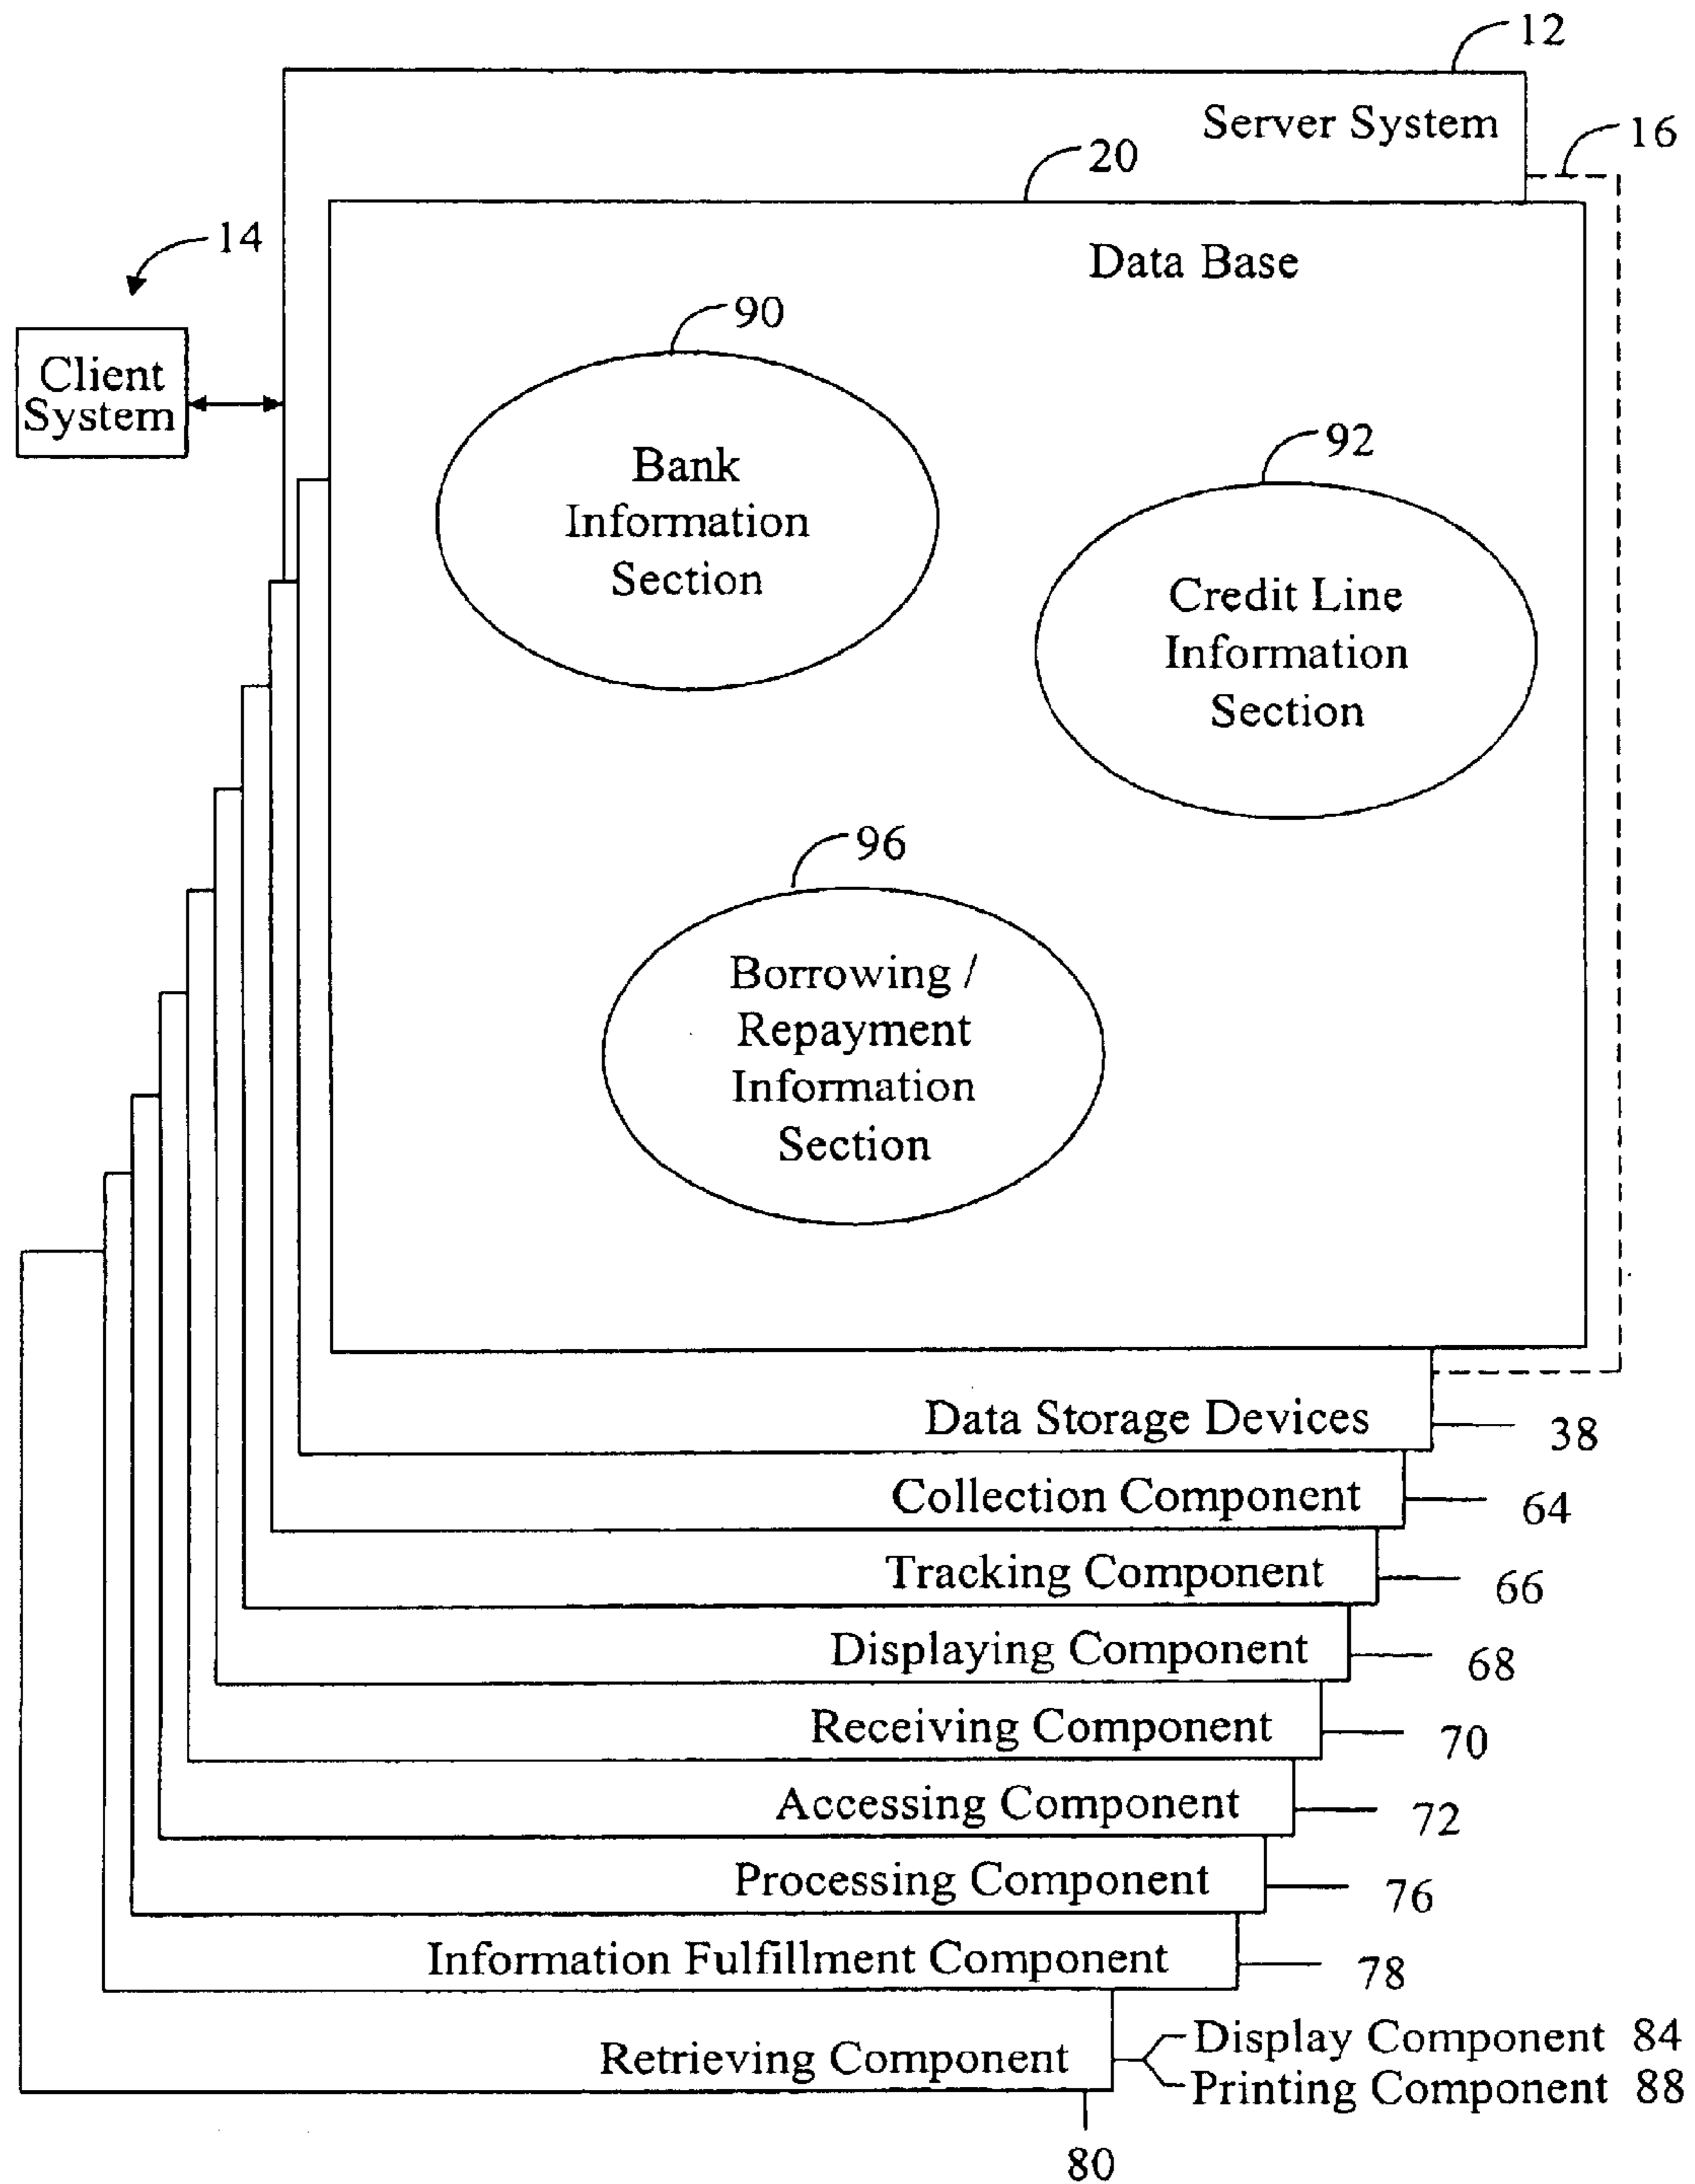 12
Server System
16
20
14
Data Base
90
Client
System
92
Bank
Information
Section
Credit Line
Information
Section
96
Borrowing /
Repayment
Information
Section
Data Storage Devices
38
Collection Component
64
Tracking Component
66
Displaying Component
68
Receiving Component
70
Accessing Component
72
Processing Component
76
Information Fulfillment Component
78
Display Component 84
Retrieving Component
Printing Component 88
80